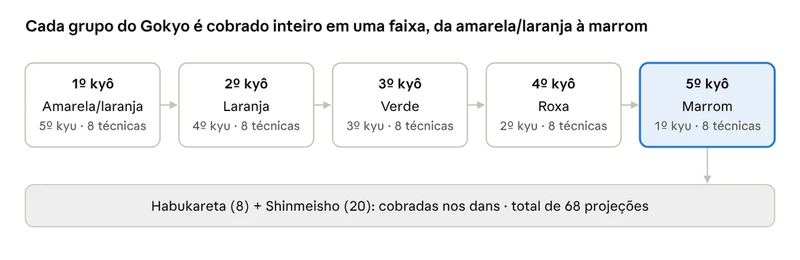 Cada grupo do Gokyo é cobrado inteiro em uma faixa, da amarela/laranja à marrom
1º kyô
Amarela/laranja
5º kyu · 8 técnicas
2º kyô
Laranja
4º kyu · 8 técnicas
3º kyô
Verde
3º kyu · 8 técnicas
4º kyô
Roxa
2º kyu · 8 técnicas
5º kyô
Marrom
1º kyu · 8 técnicas
Habukareta (8) + Shinmeisho (20): cobradas nos dans · total de 68 projeções